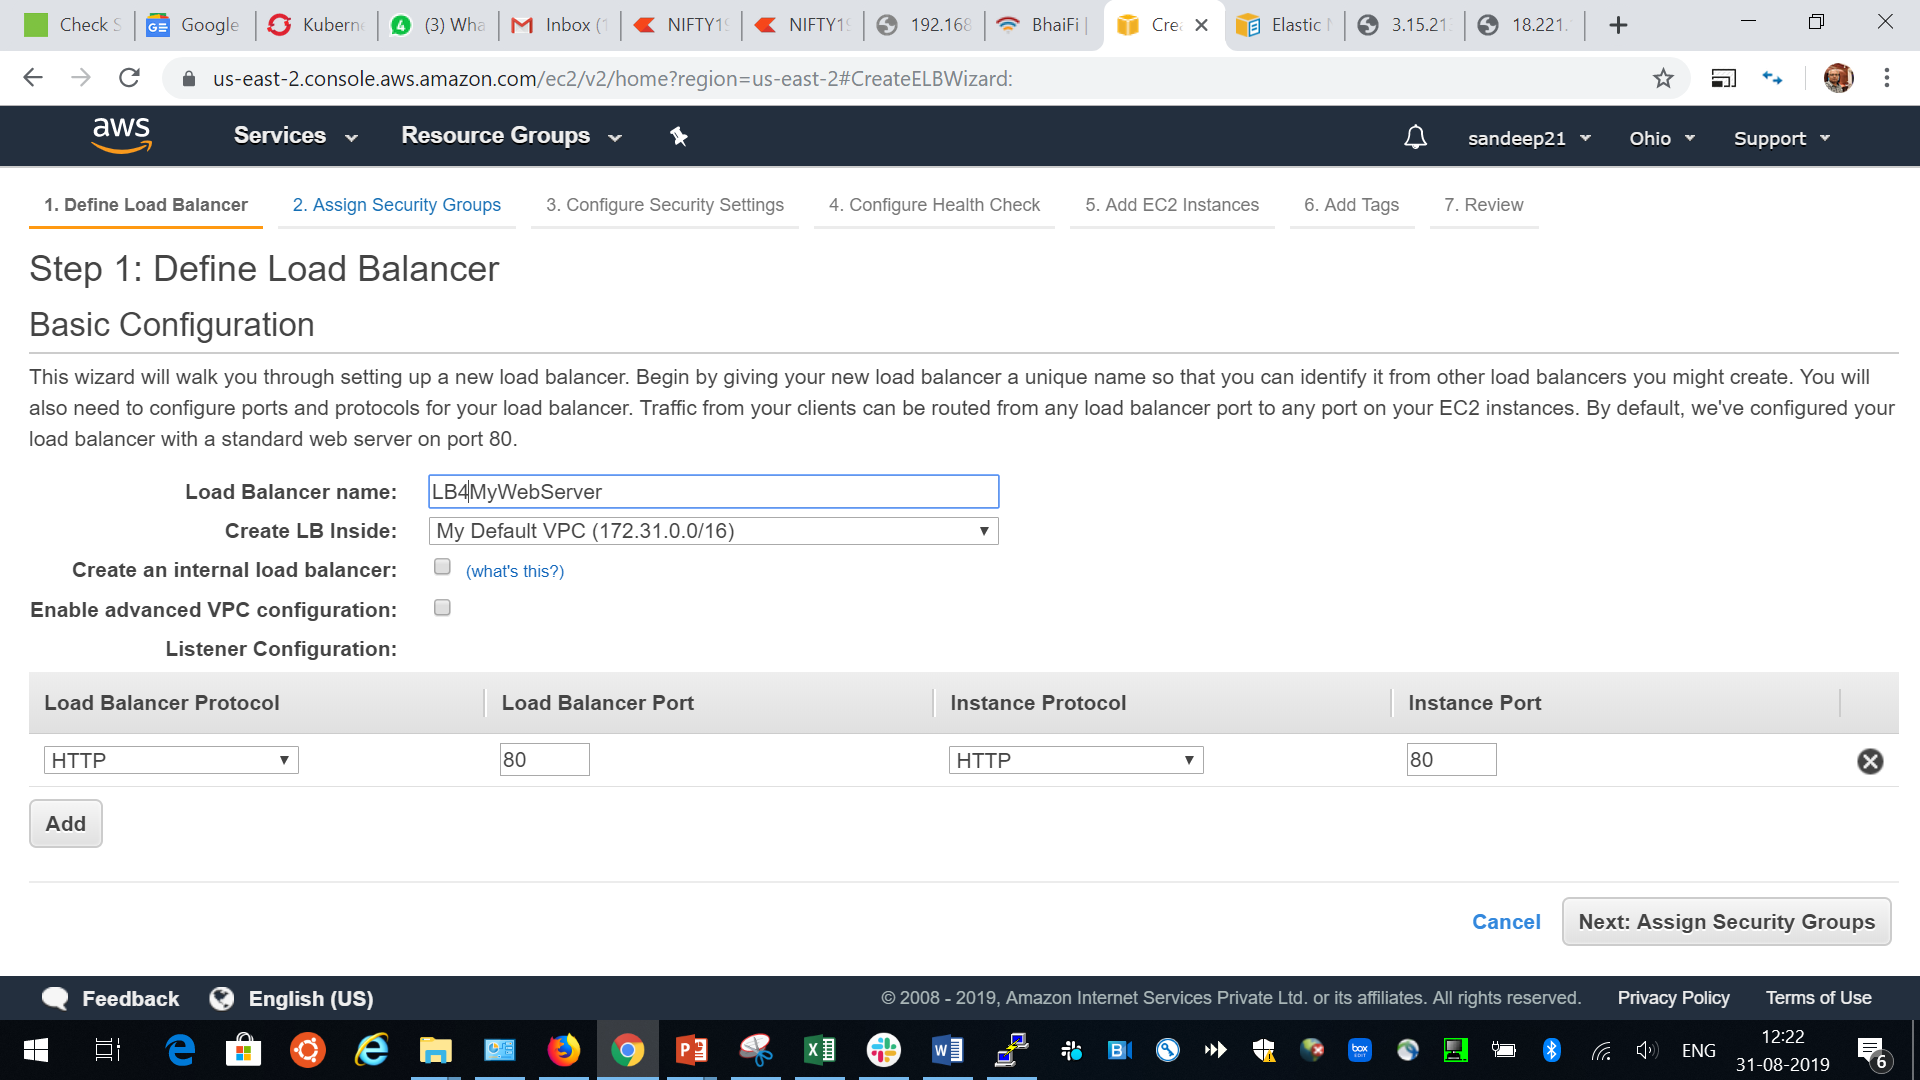 Check S
Google
Kuberne
(3) Wha
Inbox (1
NIFTY19
NIFTY19
192.168
BhaiFi |
Crea
Elastic N
3.15.213
18.221.
us-east-2.console.aws.amazon.com/ec2/v2/home?region=us-east-2#CreateELBWizard:
aws
Services
Resource Groups
sandeep21
Ohio
Support
1. Define Load Balancer
2. Assign Security Groups
3. Configure Security Settings
4. Configure Health Check
5. Add EC2 Instances
6. Add Tags
7. Review
Step 1: Define Load Balancer
Basic Configuration
This wizard will walk you through setting up a new load balancer. Begin by giving your new load balancer a unique name so that you can identify it from other load balancers you might create. You will
also need to configure ports and protocols for your load balancer. Traffic from your clients can be routed from any load balancer port to any port on your EC2 instances. By default, we've configured your
load balancer with a standard web server on port 80.
Load Balancer name: LB4MyWebServer
Create LB Inside: My Default VPC (172.31.0.0/16)
Create an internal load balancer: (what's this?)
Enable advanced VPC configuration:
Listener Configuration:
Load Balancer Protocol Load Balancer Port Instance Protocol Instance Port
HTTP 80 HTTP 80
Add
Cancel Next: Assign Security Groups
Feedback English (US) © 2008 - 2019, Amazon Internet Services Private Ltd. or its affiliates. All rights reserved. Privacy Policy Terms of Use
ENG
12:22
31-08-2019
6